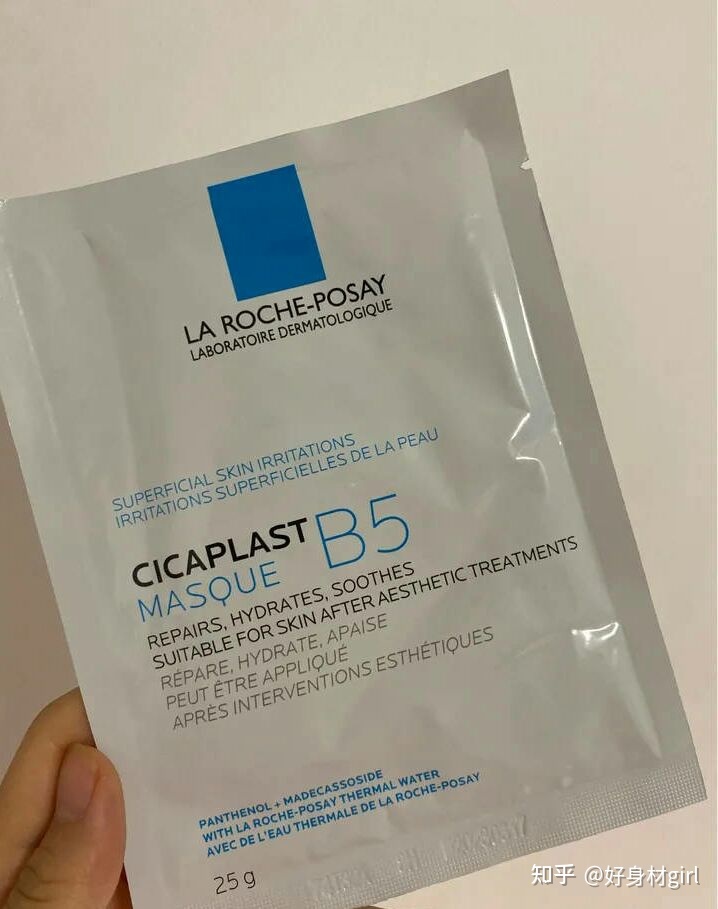 LA ROCHE-POSAY
LABORATOIRE DERMATOLOGIQUE
SUPERFICIAL SKIN IRRITATIONS
IRRITATIONS SUPERFICIELLES DE LA PEAU
CICAPLAST B5
MASQUE
REPAIRS, HYDRATES, SOOTHES
SUITABLE FOR SKIN AFTER AESTHETIC TREATMENTS
RÉPARE, HYDRATE, APAISE
PEUT ÊTRE APPLIQUÉ
APRÈS INTERVENTIONS ESTHÉTIQUES
PANTHENOL + MADECASSOSIDE
WITH LA ROCHE-POSAY THERMAL WATER
AVEC DE L'EAU THERMALE DE LA ROCHE-POSAY
25 g
知乎 @好身材girl